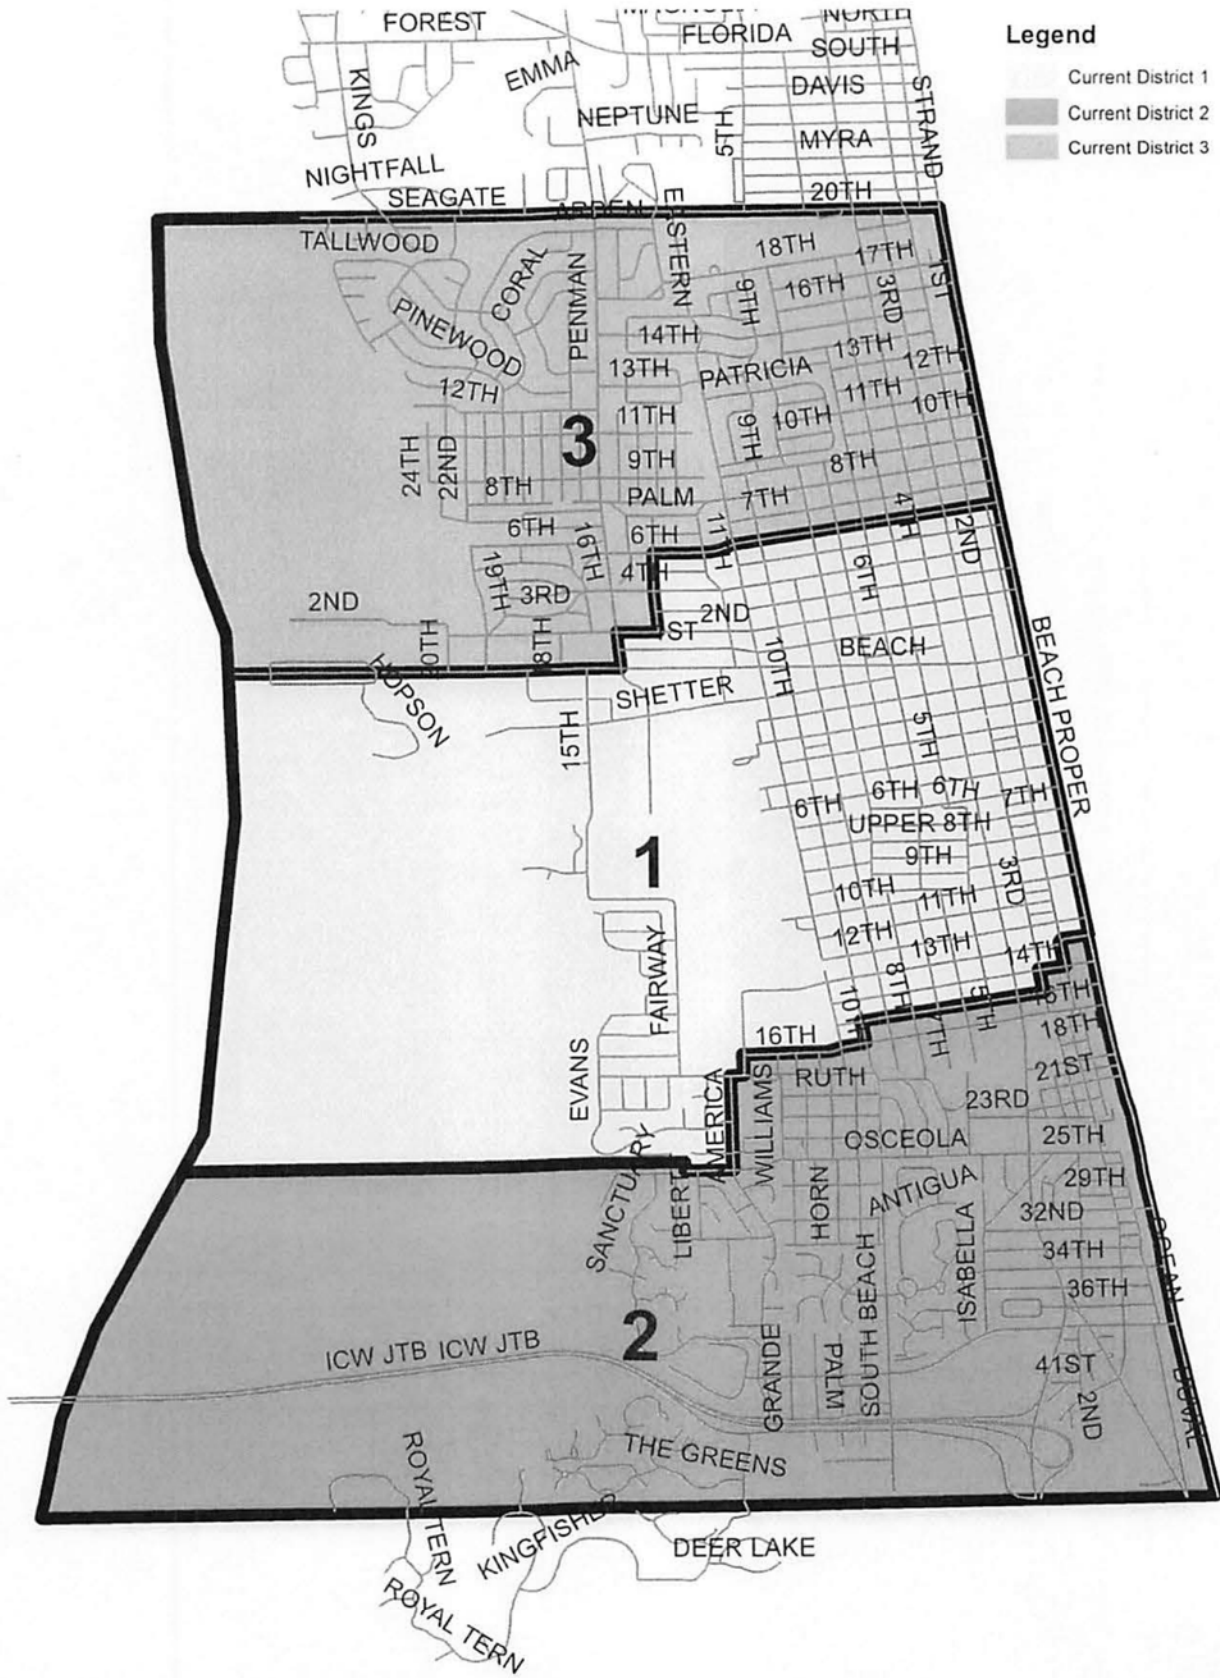 FOREST
FLORIDA
NORTH
SOUTH
Legend
Current District 1
Current District 2
Current District 3
KINGS
EMMA
DAVIS
STRAND
NEPTUNE
5TH
MYRA
NIGHTFALL
SEAGATE
20TH
TALLWOOD
18TH
17TH
1ST
CORAL
PENMAN
9TH
16TH
3RD
PINEWOOD
14TH
13TH
12TH
13TH
PATRICIA
12TH
11TH
10TH
11TH
9TH
10TH
3
24TH
22ND
9TH
8TH
8TH
PALM
7TH
4TH
2ND
6TH
19TH
6TH
11TH
19TH
4TH
6TH
3RD
2ND
2ND
BEACH
BEACH PROPER
HOPSON
SHETTER
10TH
15TH
5TH
6TH
6TH
6TH
7TH
UPPER 8TH
1
9TH
3RD
10TH
11TH
12TH
13TH
14TH
FAIRWAY
8TH
10TH
5TH
7TH
16TH
18TH
EVANS
AMERICA
WILLIAMS
RUTH
21ST
23RD
OSCEOLA
25TH
SANCTUARY
HORN
ANTIGUA
29TH
32ND
ISABELLA
34TH
OCEAN
36TH
SOUTH BEACH
2
ICW JTB ICW JTB
GRANDE
PALM
41ST
2ND
DUVAL
THE GREENS
ROYAL TERN
DEER LAKE
ROYAL TERN